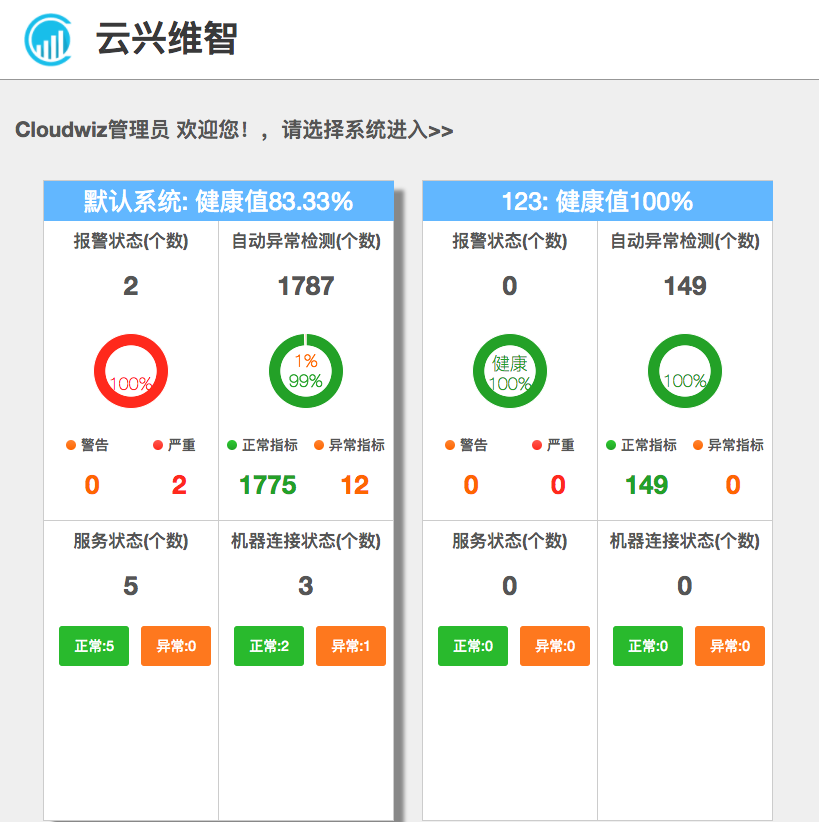 云兴维智
Cloudwiz管理员 欢迎您！，请选择系统进入>>
默认系统: 健康值83.33%
报警状态(个数) 自动异常检测(个数)
2 1787
100% 1% 99%
警告 严重 正常指标 异常指标
0 2 1775 12
服务状态(个数) 机器连接状态(个数)
5 3
正常:5 异常:0 正常:2 异常:1
123: 健康值100%
报警状态(个数) 自动异常检测(个数)
0 149
健康 100% 100%
警告 严重 正常指标 异常指标
0 0 149 0
服务状态(个数) 机器连接状态(个数)
0 0
正常:0 异常:0 正常:0 异常:0